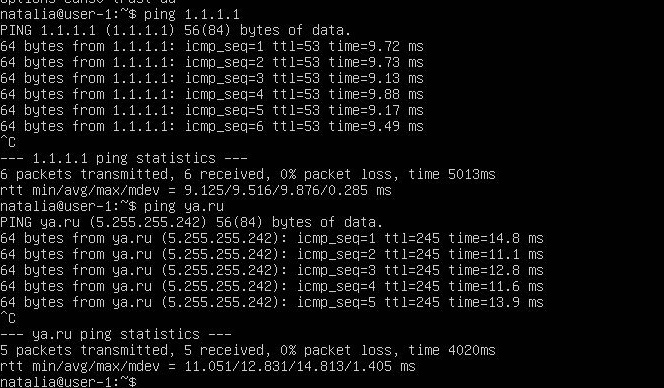 natalia@user-1:~$ ping 1.1.1.1
PING 1.1.1.1 (1.1.1.1) 56(84) bytes of data.
64 bytes from 1.1.1.1: icmp_seq=1 ttl=53 time=9.72 ms
64 bytes from 1.1.1.1: icmp_seq=2 ttl=53 time=9.73 ms
64 bytes from 1.1.1.1: icmp_seq=3 ttl=53 time=9.13 ms
64 bytes from 1.1.1.1: icmp_seq=4 ttl=53 time=9.88 ms
64 bytes from 1.1.1.1: icmp_seq=5 ttl=53 time=9.17 ms
64 bytes from 1.1.1.1: icmp_seq=6 ttl=53 time=9.49 ms
^C
--- 1.1.1.1 ping statistics ---
6 packets transmitted, 6 received, 0% packet loss, time 5013ms
rtt min/avg/max/mdev = 9.125/9.516/9.876/0.285 ms
natalia@user-1:~$ ping ya.ru
PING ya.ru (5.255.255.242) 56(84) bytes of data.
64 bytes from ya.ru (5.255.255.242): icmp_seq=1 ttl=245 time=14.8 ms
64 bytes from ya.ru (5.255.255.242): icmp_seq=2 ttl=245 time=11.1 ms
64 bytes from ya.ru (5.255.255.242): icmp_seq=3 ttl=245 time=12.8 ms
64 bytes from ya.ru (5.255.255.242): icmp_seq=4 ttl=245 time=11.6 ms
64 bytes from ya.ru (5.255.255.242): icmp_seq=5 ttl=245 time=13.9 ms
^C
--- ya.ru ping statistics ---
5 packets transmitted, 5 received, 0% packet loss, time 4020ms
rtt min/avg/max/mdev = 11.051/12.831/14.813/1.405 ms
natalia@user-1:~$